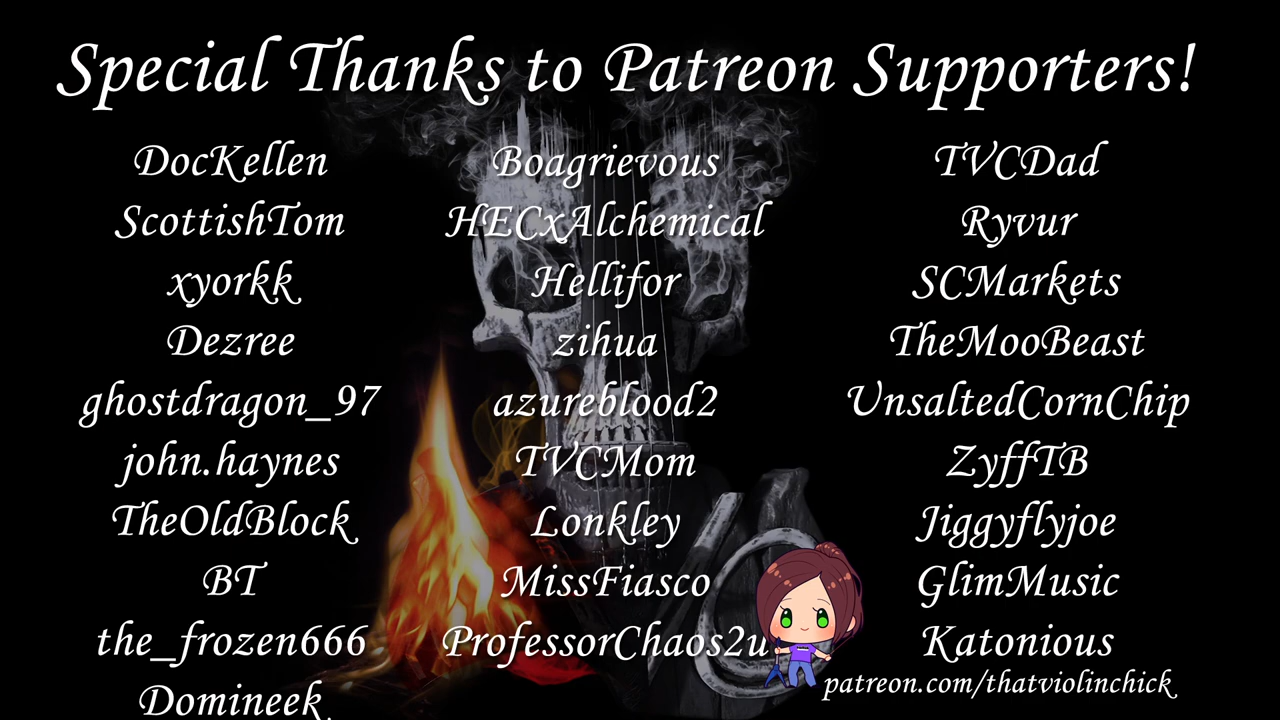 Special Thanks to Patreon Supporters!
DocKellen
ScottishTom
xyorkk
Dezree
ghostdragon_97
john.haynes
TheOldBlock
BT
the_frozen666
Domineek
Boagrievous
HECxAlchemical
Hellifor
zihua
azureblood2
TVCMom
Lonkley
MissFiasco
ProfessorChaos2u
TVCDad
Ryvur
SCMarkets
TheMooBeast
UnsaltedCornChip
ZyffTB
Jiggyflyjoe
GlimMusic
Katonious
patreon.com/thatviolinchick